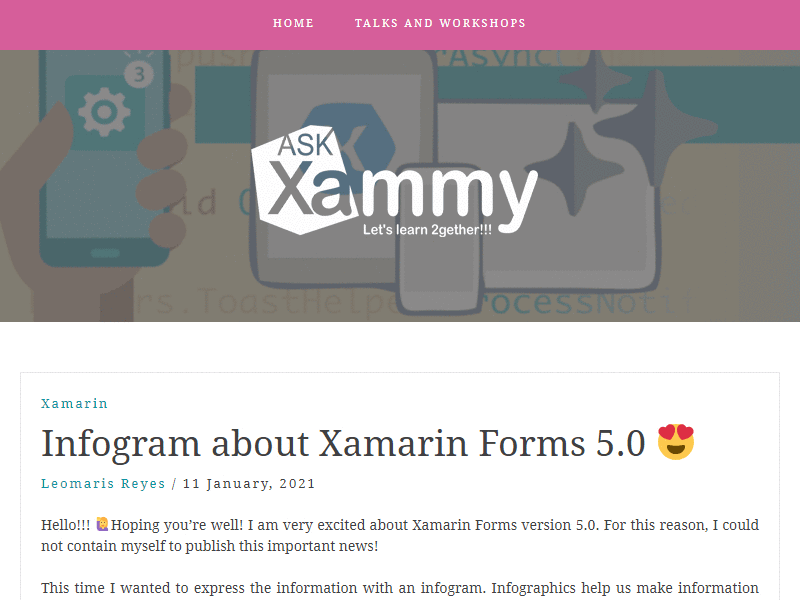 HOME TALKS AND WORKSHOPS
3
ASK
Xammy
Let's learn 2gether!!!
Xamarin
Infogram about Xamarin Forms 5.0 😍
Leomaris Reyes / 11 January, 2021
Hello!!! 🙋Hoping you’re well! I am very excited about Xamarin Forms version 5.0. For this reason, I could
not contain myself to publish this important news!
This time I wanted to express the information with an infogram. Infographics help us make information